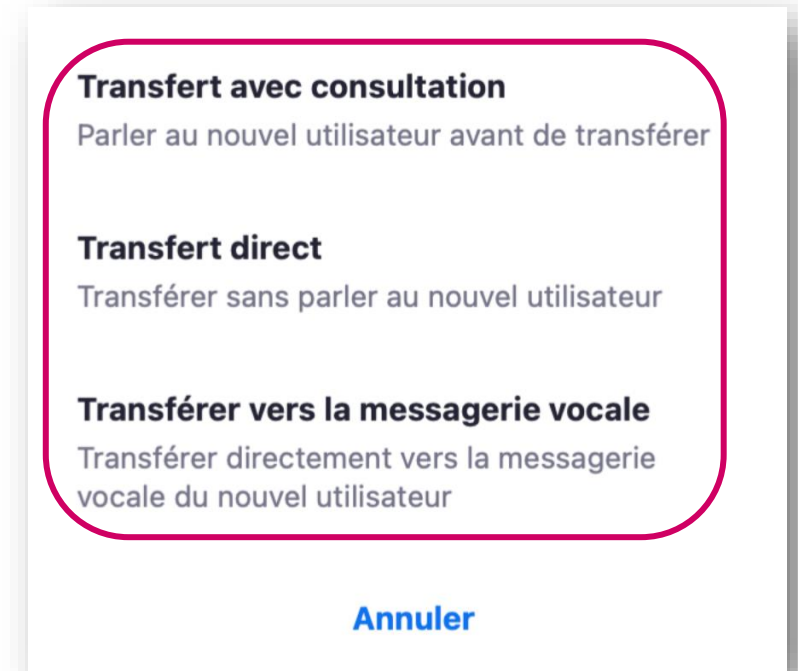 Transfert avec consultation
Parler au nouvel utilisateur avant de transférer
Transfert direct
Transférer sans parler au nouvel utilisateur
Transférer vers la messagerie vocale
Transférer directement vers la messagerie
vocale du nouvel utilisateur
Annuler